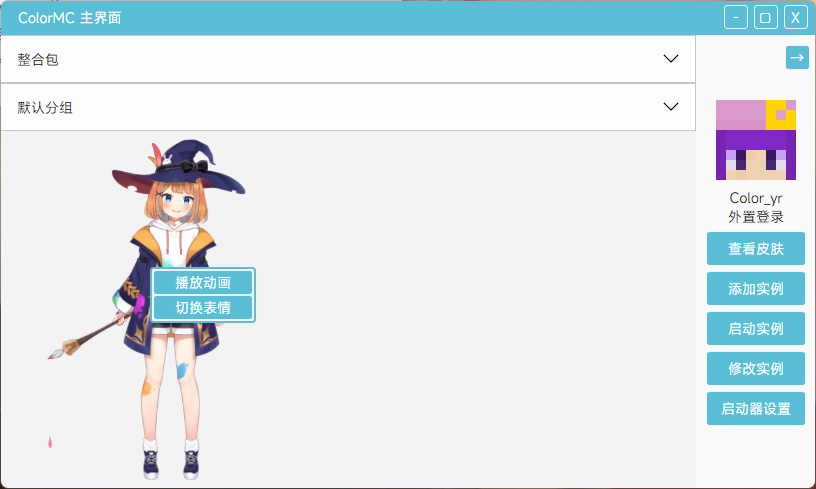 ColorMC 主界面
- X
整合包
默认分组
Color_yr
外置登录
播放动画
切换表情
查看皮肤
添加实例
启动实例
修改实例
启动器设置